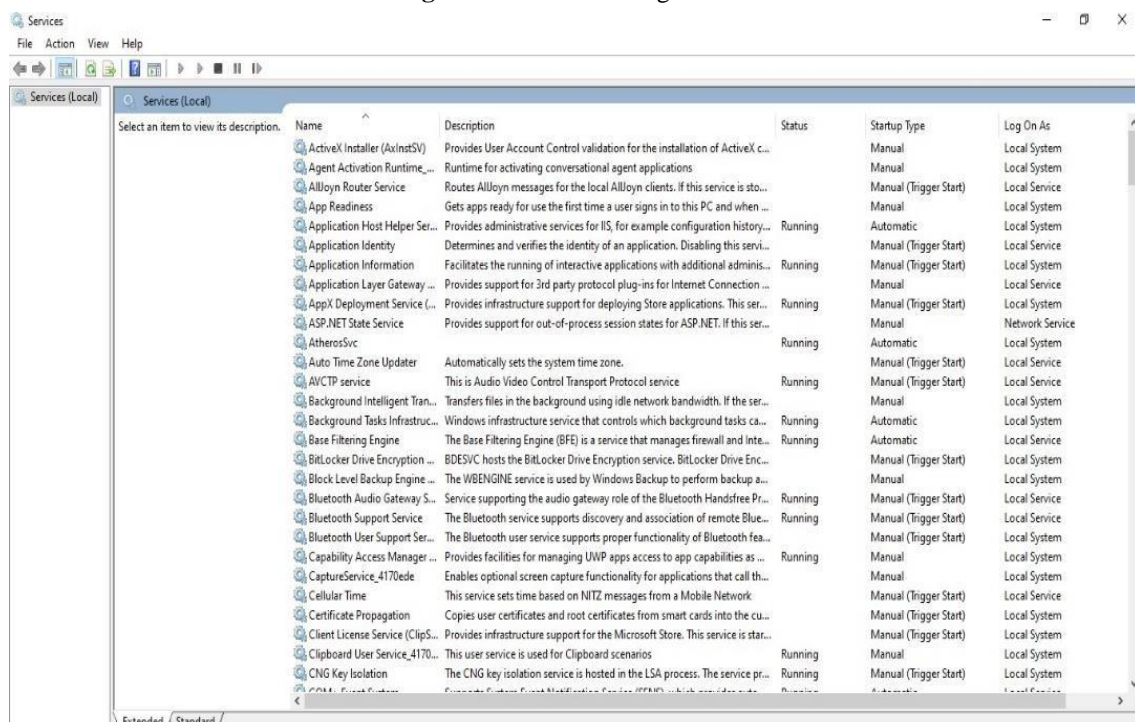 Services
File Action View Help
Services (Local)
Services (Local)
Select an item to view its description.
Name Description Status Startup Type Log On As
ActiveX Installer (AxInstSV) Provides User Account Control validation for the installation of ActiveX c... Manual Local System
Agent Activation Runtime_... Runtime for activating conversational agent applications Manual Local System
AllJoyn Router Service Routes AllJoyn messages for the local AllJoyn clients. If this service is sto... Manual (Trigger Start) Local Service
App Readiness Gets apps ready for use the first time a user signs in to this PC and when ... Manual Local System
Application Host Helper Ser... Provides administrative services for IIS, for example configuration history... Running Automatic Local System
Application Identity Determines and verifies the identity of an application. Disabling this servi... Manual (Trigger Start) Local Service
Application Information Facilitates the running of interactive applications with additional adminis... Running Manual (Trigger Start) Local System
Application Layer Gateway ... Provides support for 3rd party protocol plug-ins for Internet Connection ... Manual Local Service
AppX Deployment Service (... Provides infrastructure support for deploying Store applications. This ser... Running Manual (Trigger Start) Local System
ASP.NET State Service Provides support for out-of-process session states for ASP.NET. If this ser... Manual Network Service
AtherosSvc Running Automatic Local System
Auto Time Zone Updater Automatically sets the system time zone. Manual (Trigger Start) Local Service
AVCTP service This is Audio Video Control Transport Protocol service Running Manual (Trigger Start) Local Service
Background Intelligent Tran... Transfers files in the background using idle network bandwidth. If the ser... Manual Local System
Background Tasks Infrastruc... Windows infrastructure service that controls which background tasks ca... Running Automatic Local System
Base Filtering Engine The Base Filtering Engine (BFE) is a service that manages firewall and Inte... Running Automatic Local Service
BitLocker Drive Encryption ... BDESVC hosts the BitLocker Drive Encryption service. BitLocker Drive Enc... Manual (Trigger Start) Local System
Block Level Backup Engine ... The WBENGINE service is used by Windows Backup to perform backup a... Manual Local System
Bluetooth Audio Gateway S... Service supporting the audio gateway role of the Bluetooth Handsfree Pr... Running Manual (Trigger Start) Local Service
Bluetooth Support Service The Bluetooth service supports discovery and association of remote Blue... Running Manual (Trigger Start) Local Service
Bluetooth User Support Ser... The Bluetooth user service supports proper functionality of Bluetooth fea... Manual (Trigger Start) Local System
Capability Access Manager ... Provides facilities for managing UWP apps access to app capabilities as ... Running Manual Local System
CaptureService_4170ede Enables optional screen capture functionality for applications that call th... Manual Local System
Cellular Time This service sets time based on NITZ messages from a Mobile Network Manual (Trigger Start) Local Service
Certificate Propagation Copies user certificates and root certificates from smart cards into the cu... Manual (Trigger Start) Local System
Client License Service (ClipS... Provides infrastructure support for the Microsoft Store. This service is star... Manual (Trigger Start) Local System
Clipboard User Service_4170... This user service is used for Clipboard scenarios Running Manual Local System
CNG Key Isolation The CNG key isolation service is hosted in the LSA process. The service pr... Running Manual (Trigger Start) Local System
Extended Standard